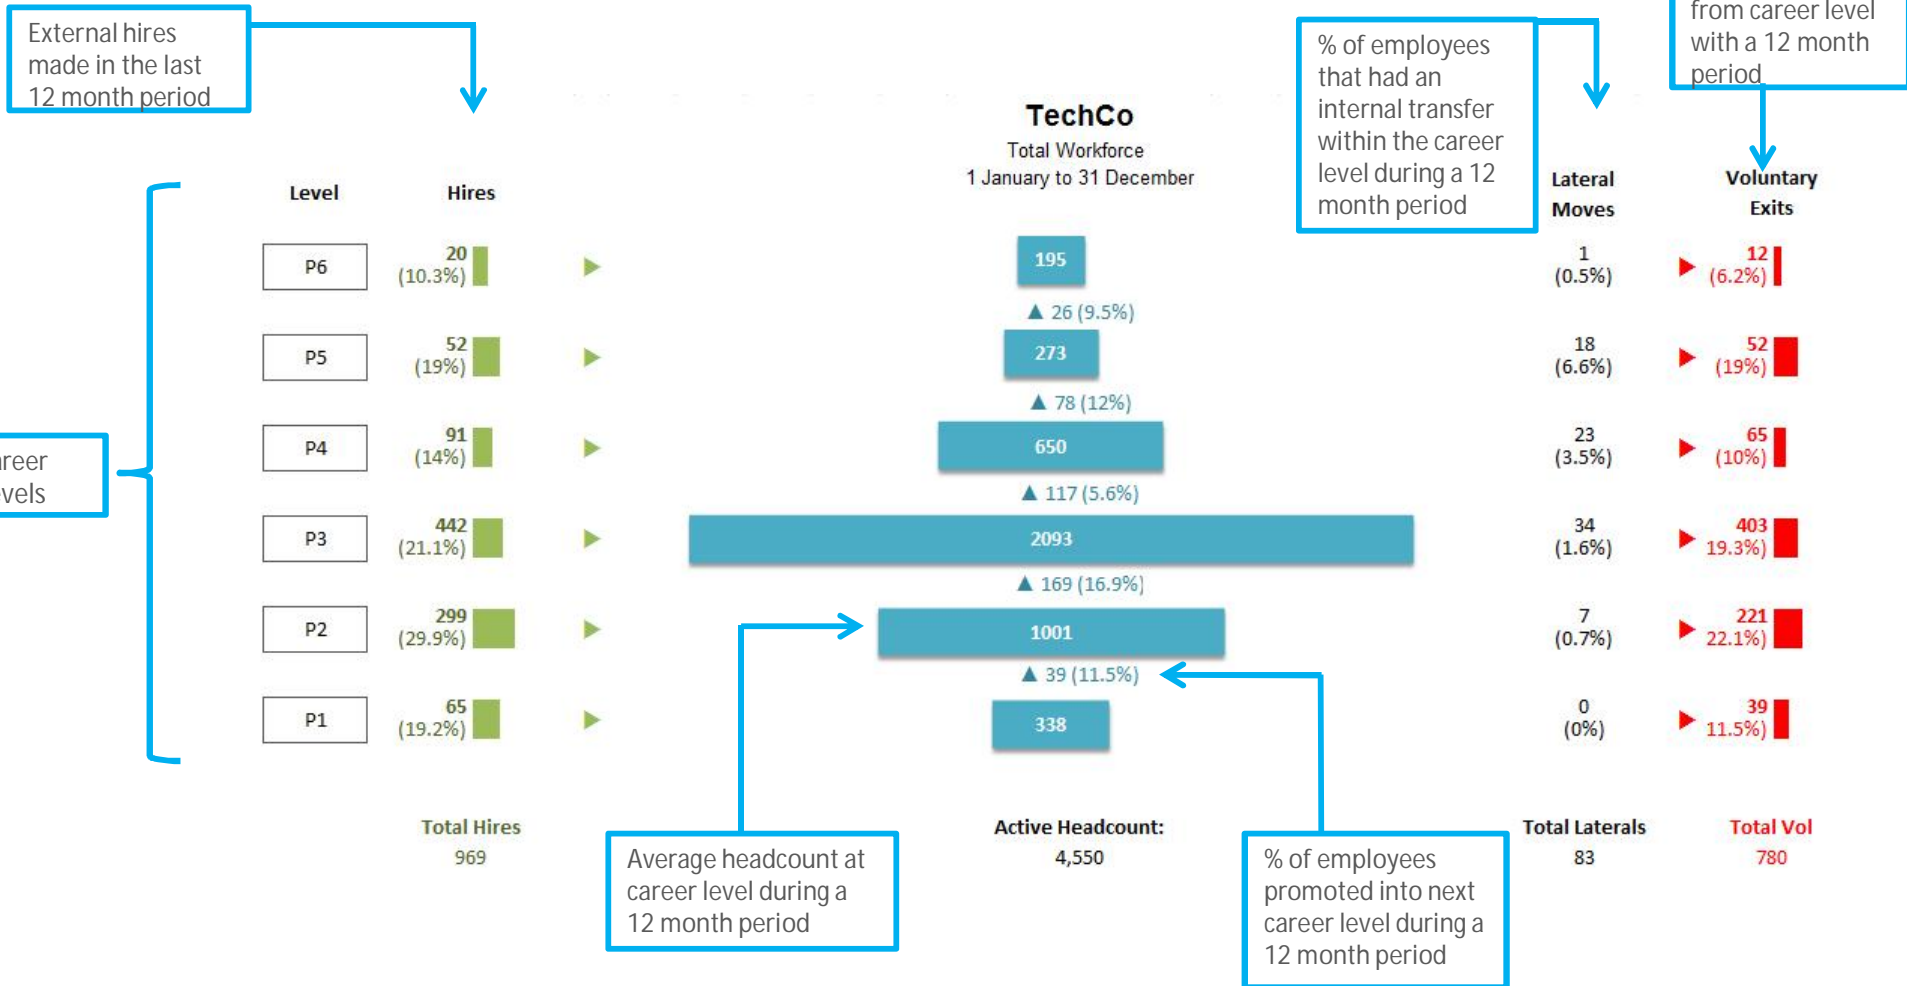 External hires
made in the last
12 month period
% of employees
that had an
internal transfer
within the career
level during a 12
month period
from career level
with a 12 month
period
TechCo
Total Workforce
1 January to 31 December
Level Hires Lateral Moves Voluntary Exits
P6 20 (10.3%) 195 1 (0.5%) 12 (6.2%)
▲ 26 (9.5%)
P5 52 (19%) 273 18 (6.6%) 52 (19%)
▲ 78 (12%)
P4 91 (14%) 650 23 (3.5%) 65 (10%)
▲ 117 (5.6%)
P3 442 (21.1%) 2093 34 (1.6%) 403 19.3%)
▲ 169 (16.9%)
P2 299 (29.9%) 1001 7 (0.7%) 221 22.1%)
▲ 39 (11.5%)
P1 65 (19.2%) 338 0 (0%) 39 11.5%)
Total Hires
969
Active Headcount:
4,550
Total Laterals
83
Total Vol
780
Average headcount at
career level during a
12 month period
% of employees
promoted into next
career level during a
12 month period